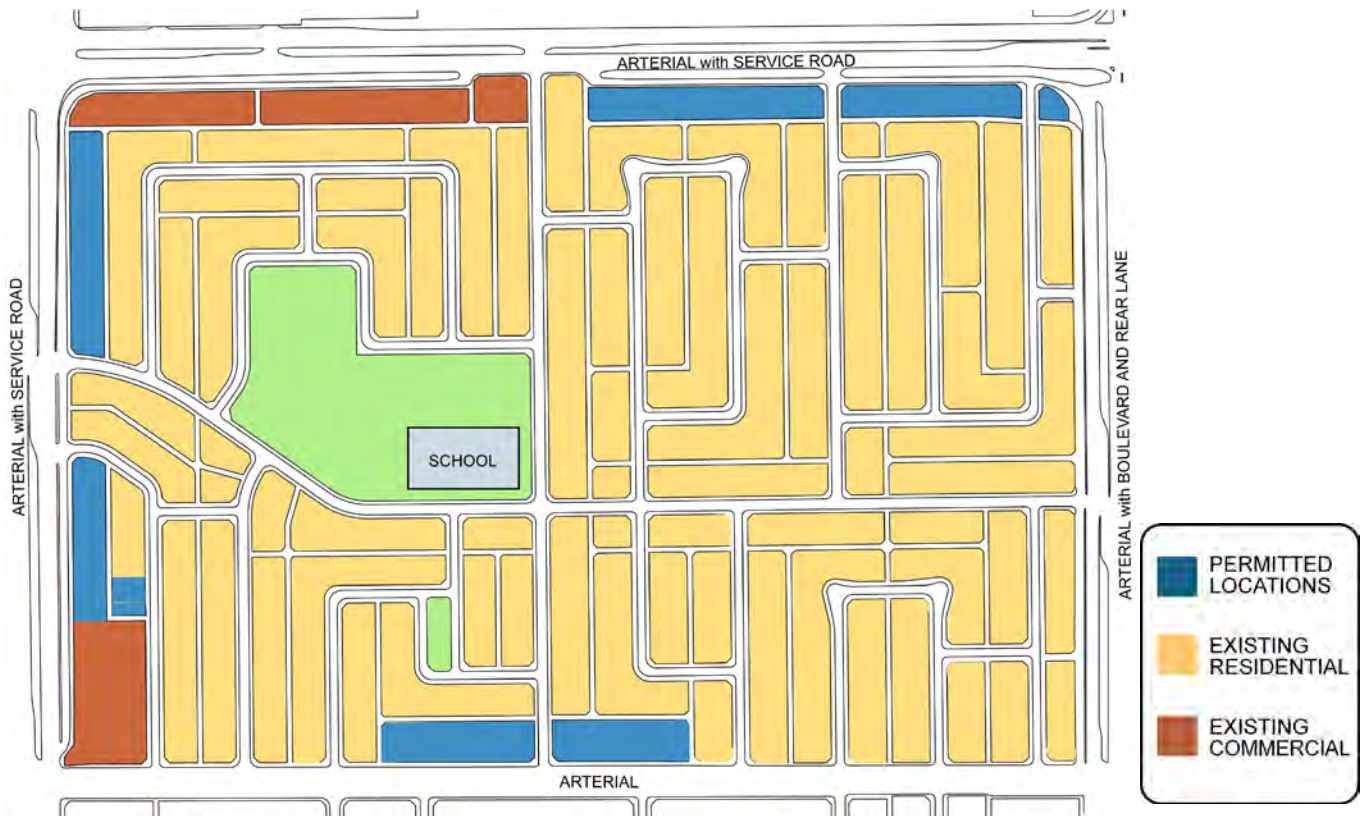 ARTERIAL with SERVICE ROAD
ARTERIAL with SERVICE ROAD
ARTERIAL with BOULEVARD AND REAR LANE
SCHOOL
PERMITTED
LOCATIONS
EXISTING
RESIDENTIAL
EXISTING
COMMERCIAL
ARTERIAL